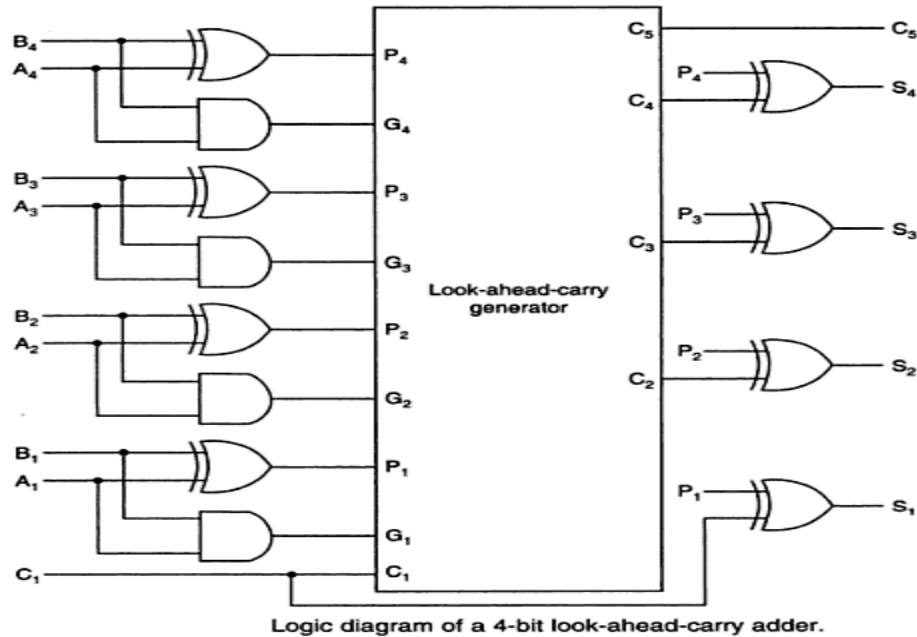 B₄ P₄ C₅ C₅
A₄ P₄ S₄
G₄ C₄
B₃ P₃
A₃ P₃ S₃
G₃ C₃
Look-ahead-carry
generator
B₂ P₂
A₂ P₂ S₂
G₂ C₂
B₁ P₁
A₁ P₁ S₁
G₁
C₁ C₁
Logic diagram of a 4-bit look-ahead-carry adder.